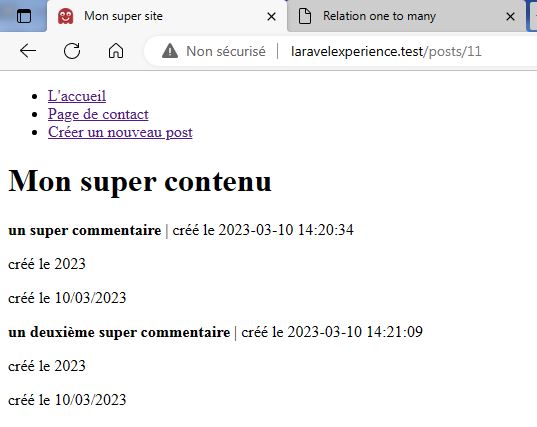 Mon super site
Relation one to many
Non sécurisé | laravelexperience.test/posts/11
L'accueil
Page de contact
Créer un nouveau post
Mon super contenu
un super commentaire | créé le 2023-03-10 14:20:34
créé le 2023
créé le 10/03/2023
un deuxième super commentaire | créé le 2023-03-10 14:21:09
créé le 2023
créé le 10/03/2023